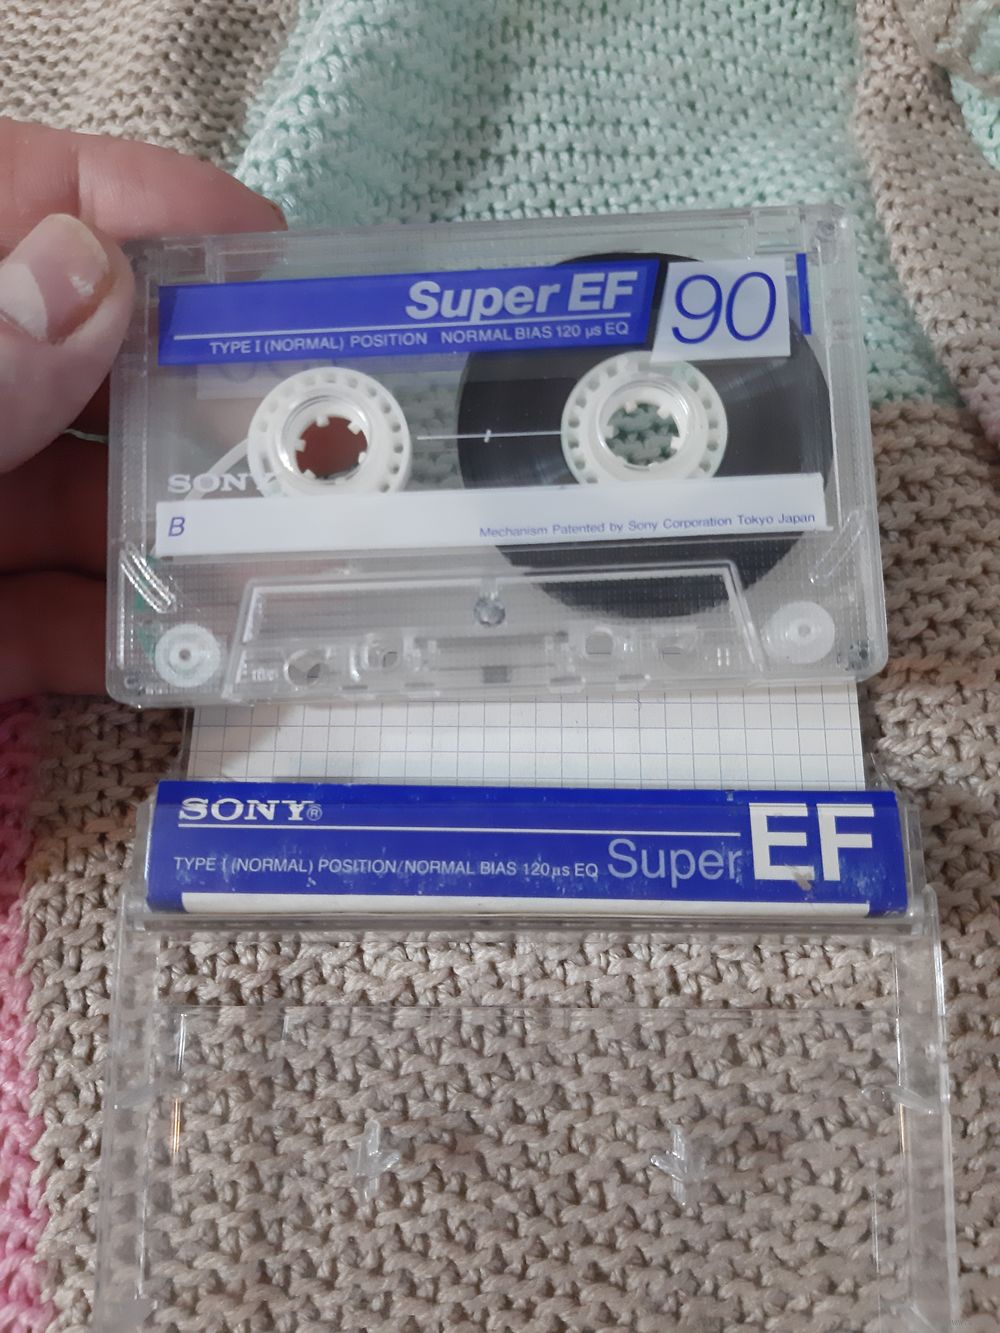 Super EF
90
TYPE I (NORMAL) POSITION NORMAL BIAS 120 µs EQ
SONY
B
Mechanism Patented by Sony Corporation Tokyo Japan
SONY®
TYPE I (NORMAL) POSITION/NORMAL BIAS 120µs EQ
Super EF